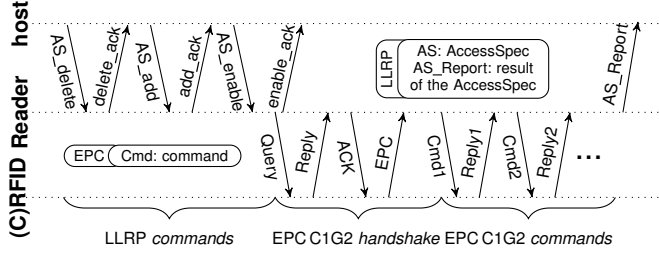 host
AS_delete
delete_ack
AS_add
add_ack
AS_enable
enable_ack
LLRP
AS: AccessSpec
AS_Report: result
of the AccessSpec
AS_Report
Reader
EPC
Cmd: command
Query
Reply
ACK
EPC
Cmd1
Reply1
Cmd2
Reply2
...
(C)RFID
LLRP commands
EPC C1G2 handshake
EPC C1G2 commands